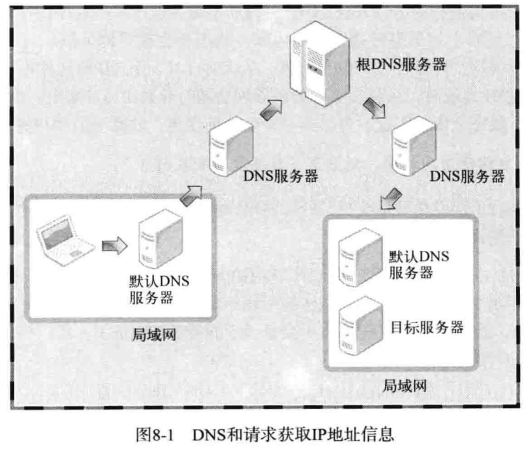 根DNS服务器
DNS服务器
DNS服务器
默认DNS
服务器
局域网
默认DNS
服务器
目标服务器
局域网
图8-1 DNS和请求获取IP地址信息